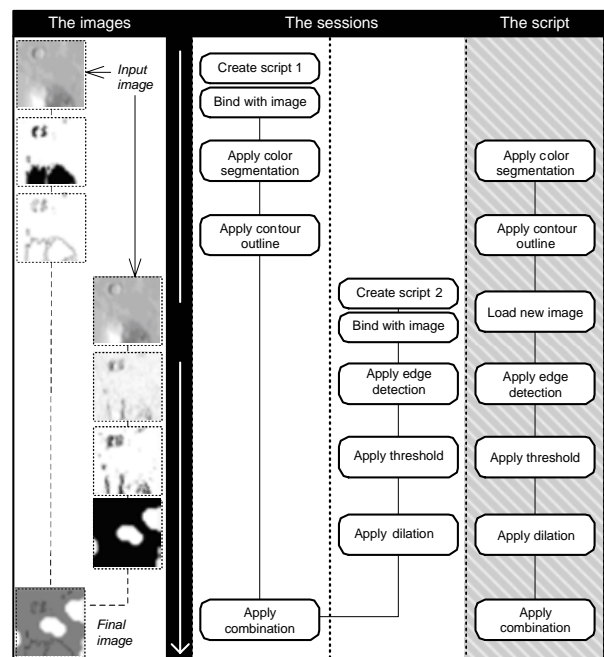 The images
The sessions
The script
Input
image
Create script 1
Bind with image
Apply color
segmentation
Apply contour
outline
Create script 2
Bind with image
Apply edge
detection
Apply threshold
Apply dilation
Apply
combination
Final
image
Apply color
segmentation
Apply contour
outline
Load new image
Apply edge
detection
Apply threshold
Apply dilation
Apply
combination